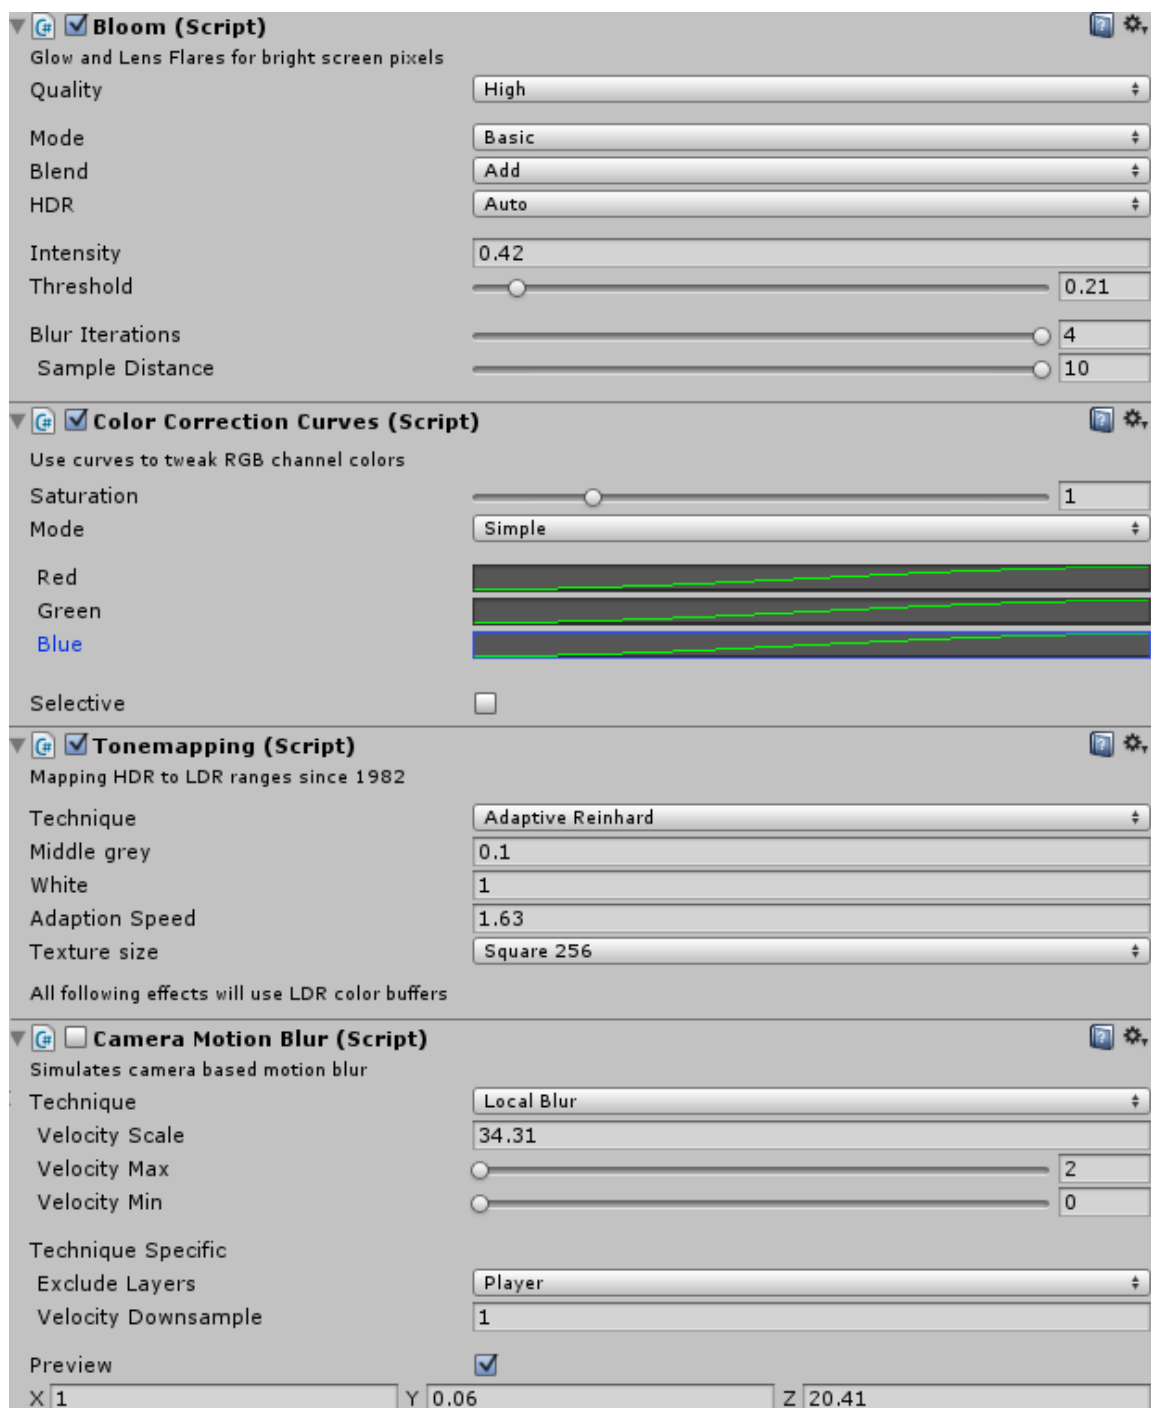 Bloom (Script)
Glow and Lens Flares for bright screen pixels
Quality High
Mode Basic
Blend Add
HDR Auto
Intensity 0.42
Threshold 0.21
Blur Iterations 4
Sample Distance 10
Color Correction Curves (Script)
Use curves to tweak RGB channel colors
Saturation 1
Mode Simple
Red
Green
Blue
Selective
Tonemapping (Script)
Mapping HDR to LDR ranges since 1982
Technique Adaptive Reinhard
Middle grey 0.1
White 1
Adaption Speed 1.63
Texture size Square 256
All following effects will use LDR color buffers
Camera Motion Blur (Script)
Simulates camera based motion blur
Technique Local Blur
Velocity Scale 34.31
Velocity Max 2
Velocity Min 0
Technique Specific
Exclude Layers Player
Velocity Downsample 1
Preview
X 1 Y 0.06 Z 20.41